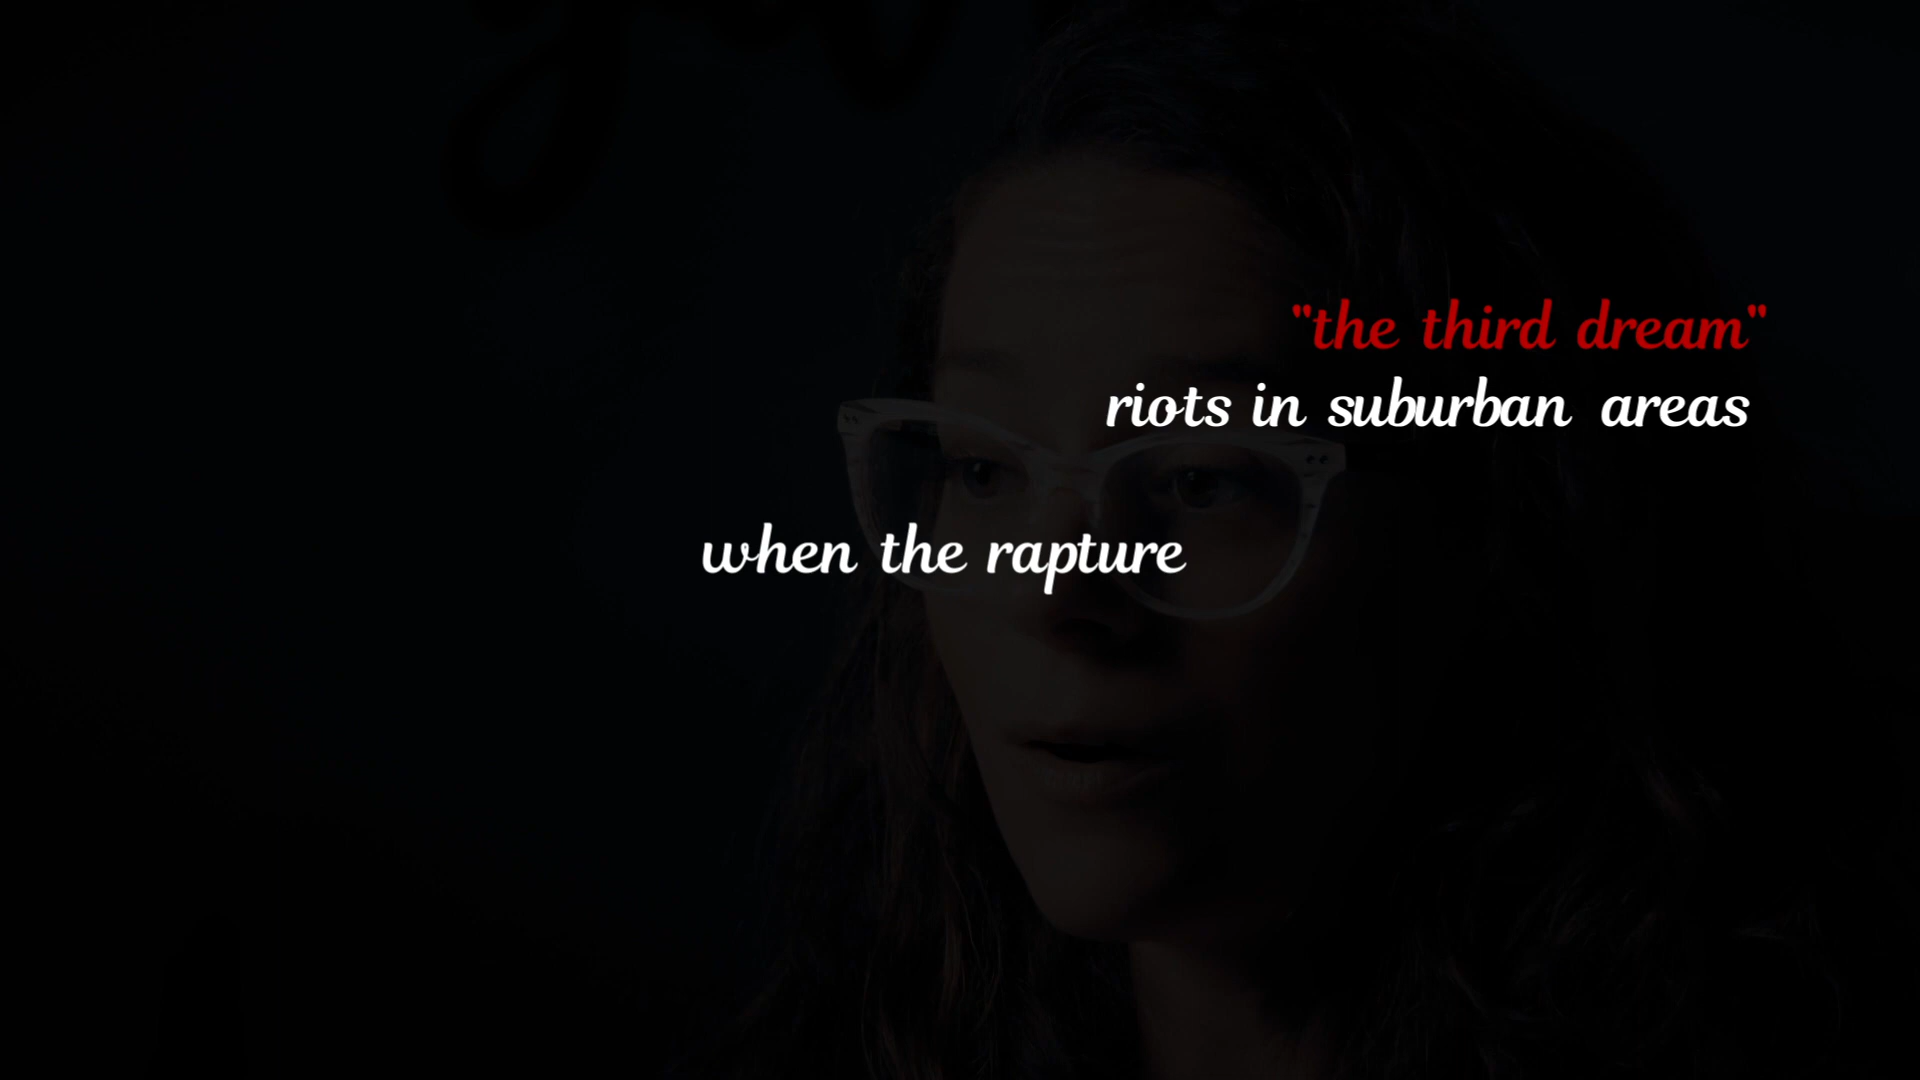 "the third dream"
riots in suburban areas
when the rapture